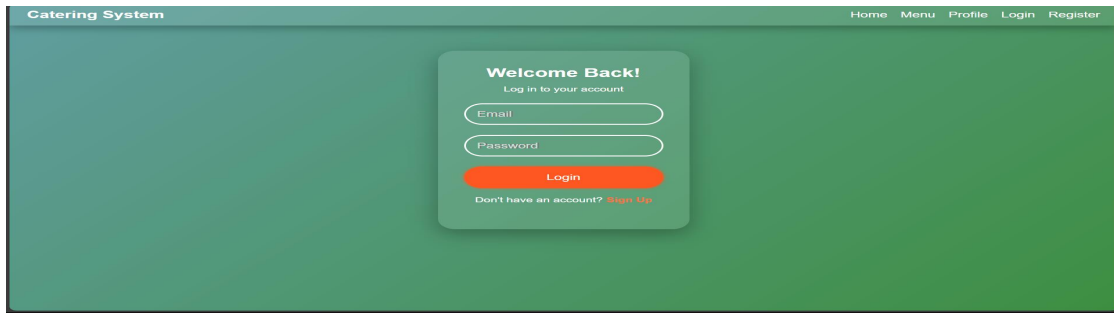 Catering System
Home Menu Profile Login Register
Welcome Back!
Log in to your account
Email
Password
Login
Don't have an account? Sign Up